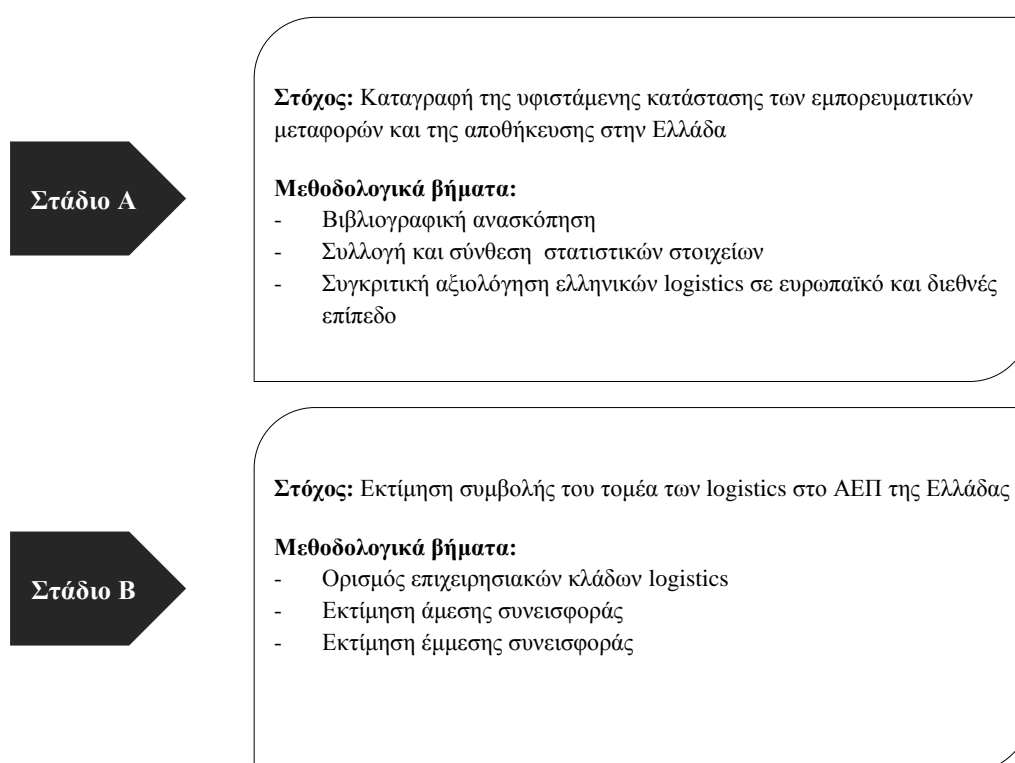 Στόχος: Καταγραφή της υφιστάμενης κατάστασης των εμπορευματικών
μεταφορών και της αποθήκευσης στην Ελλάδα
Στάδιο Α
Μεθοδολογικά βήματα:
- Βιβλιογραφική ανασκόπηση
- Συλλογή και σύνθεση στατιστικών στοιχείων
- Συγκριτική αξιολόγηση ελληνικών logistics σε ευρωπαϊκό και διεθνές
επίπεδο
Στόχος: Εκτίμηση συμβολής του τομέα των logistics στο ΑΕΠ της Ελλάδας
Στάδιο Β
Μεθοδολογικά βήματα:
- Ορισμός επιχειρησιακών κλάδων logistics
- Εκτίμηση άμεσης συνεισφοράς
- Εκτίμηση έμμεσης συνεισφοράς